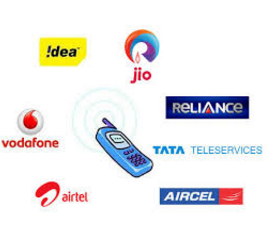 !dea
jio
RELIANCE
vodafone
TATA TELESERVICES
airtel
AIRCEL